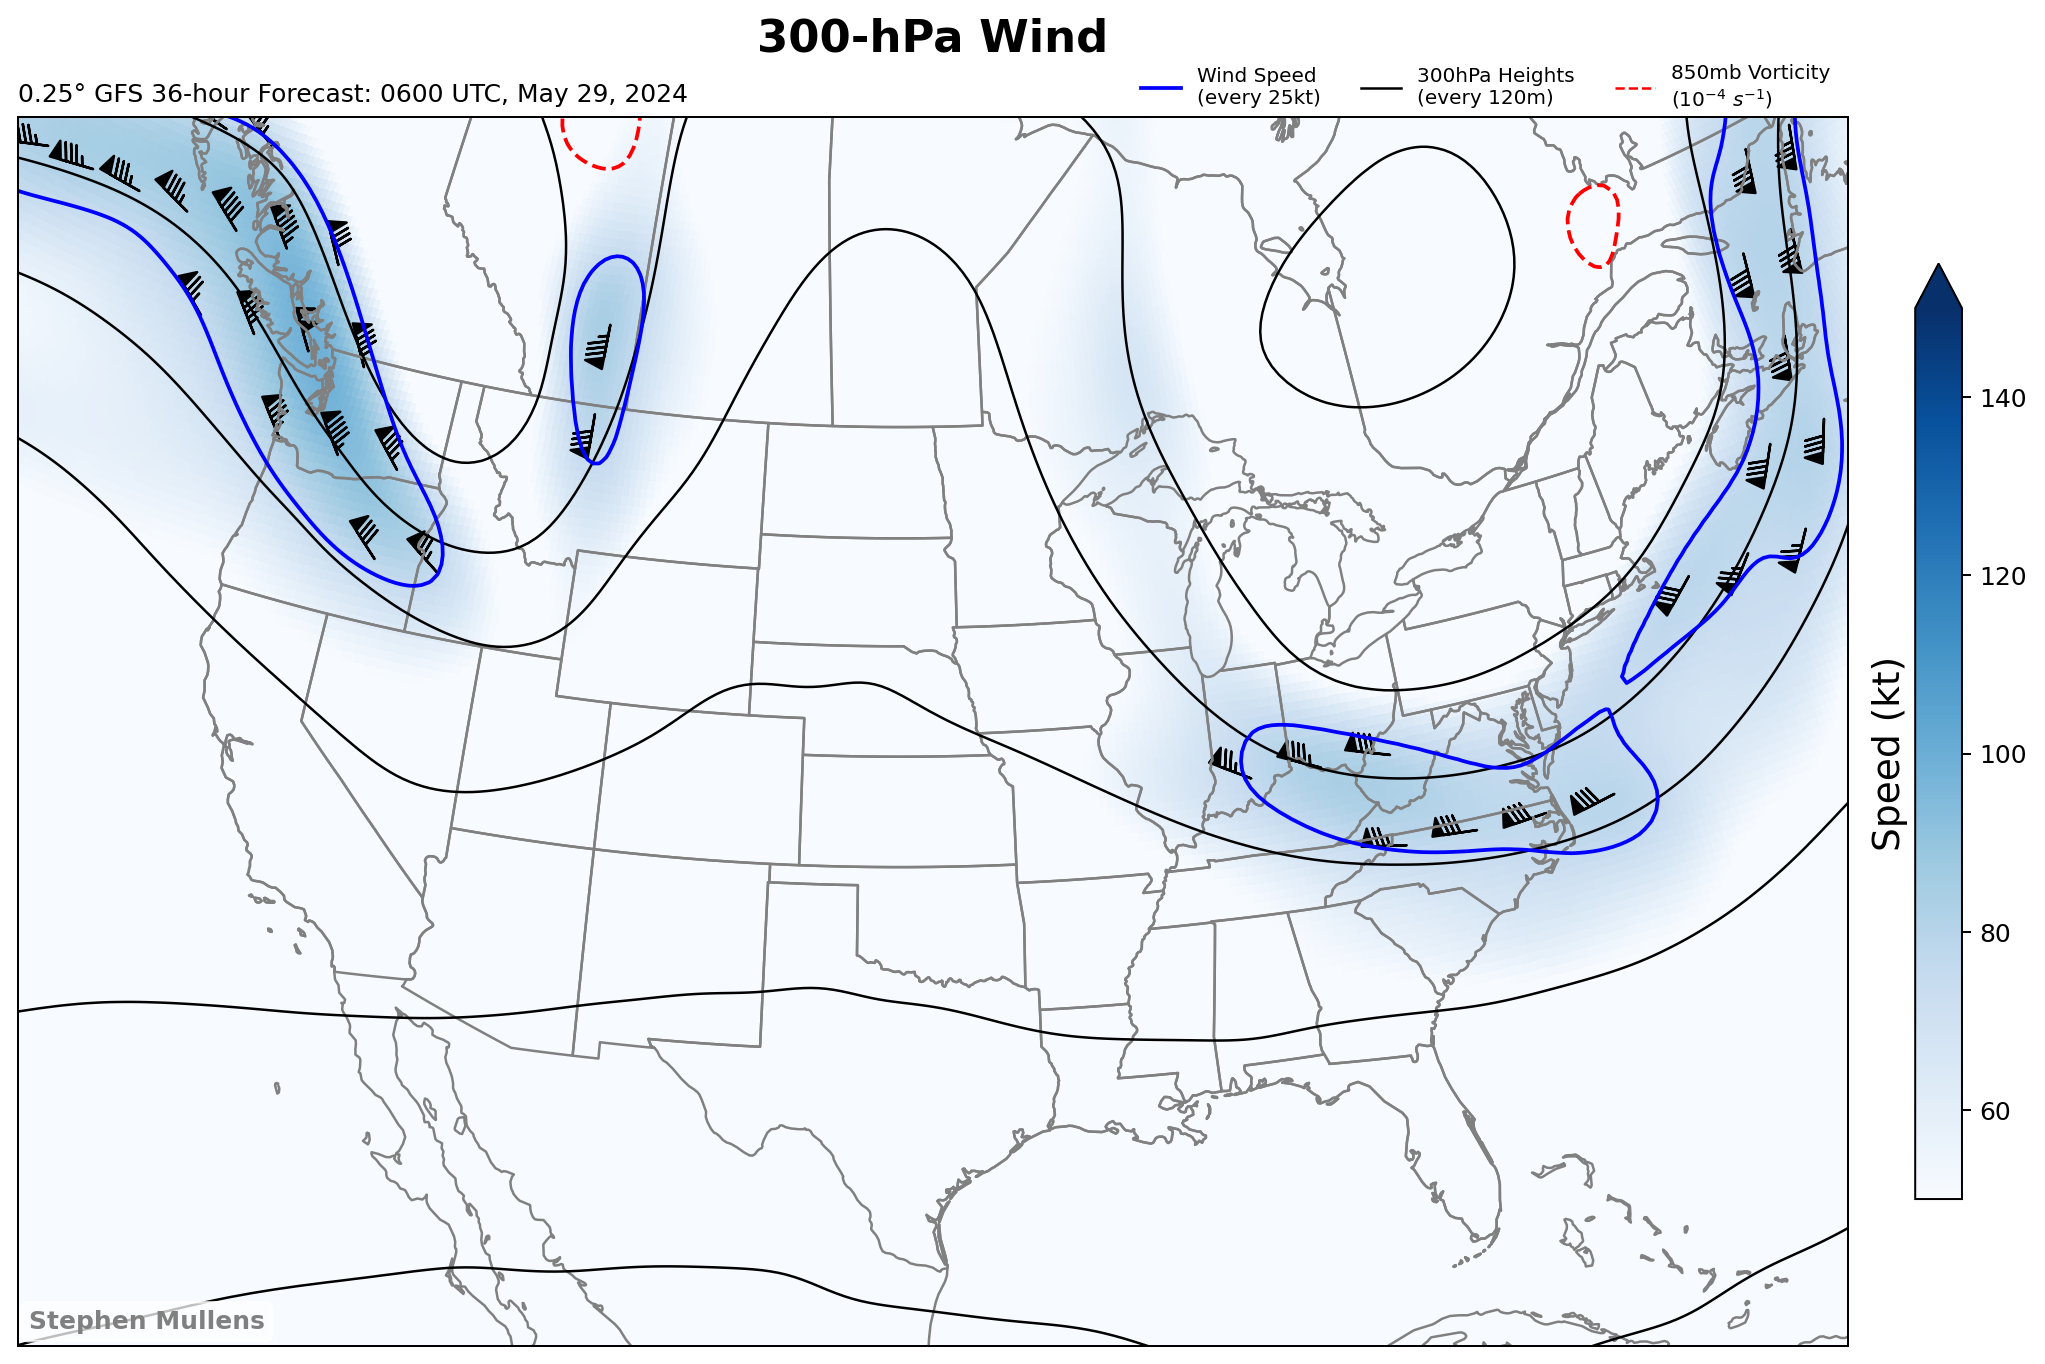 300-hPa Wind
0.25° GFS 36-hour Forecast: 0600 UTC, May 29, 2024
Wind Speed
(every 25kt)
300hPa Heights
(every 120m)
850mb Vorticity
(10⁻⁴ s⁻¹)
140
120
100
80
60
Speed (kt)
Stephen Mullens